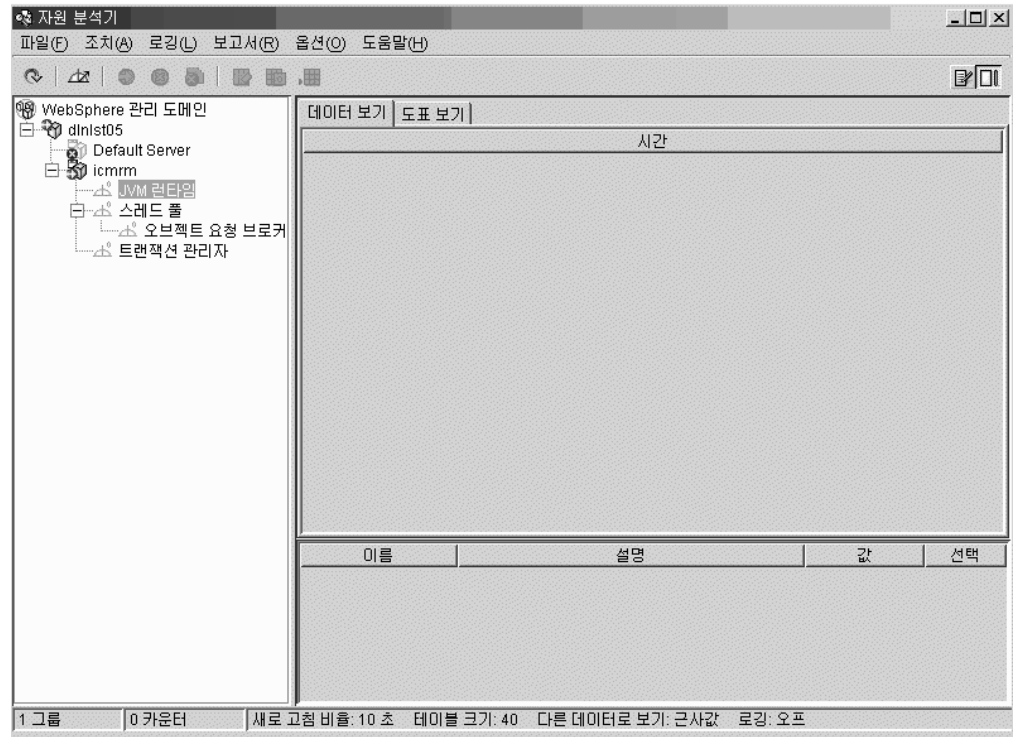 자원 분석기
파일(F) 조치(A) 로깅(L) 보고서(R) 옵션(O) 도움말(H)
WebSphere 관리 도메인
dlnlst05
Default Server
icmrm
JVM 런타임
스레드 풀
오브젝트 요청 브로커
트랜잭션 관리자
데이터 보기 도표 보기
시간
이름 설명 값 선택
1 그룹 0 카운터 새로 고침 비율: 10 초 테이블 크기: 40 다른 데이터로 보기: 근사값 로깅: 오프